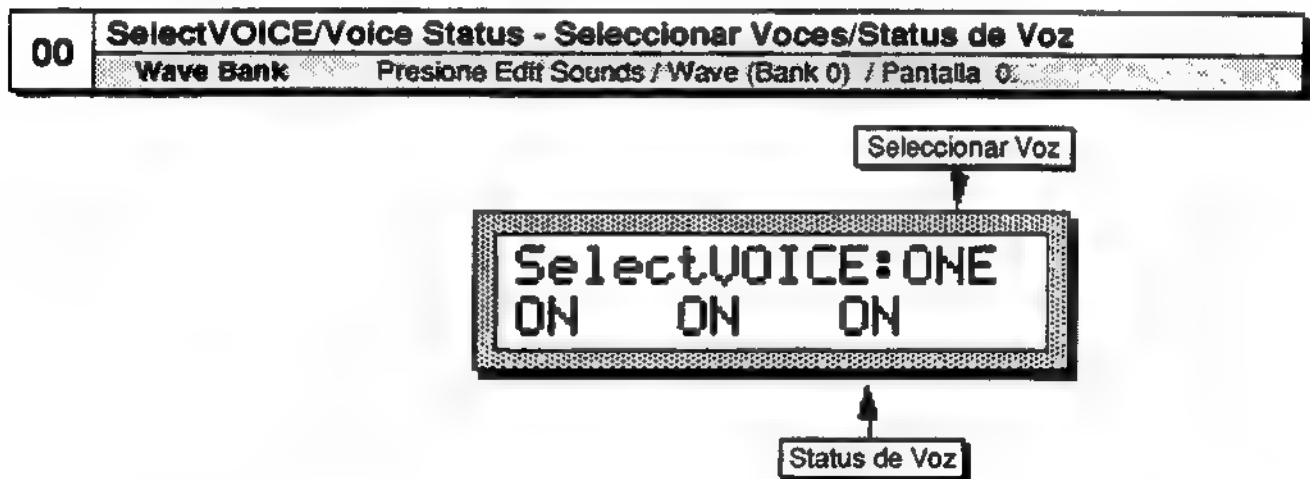 00
SelectVOICE/Voice Status - Seleccionar Voces/Status de Voz
Wave Bank Presione Edit Sounds / Wave (Bank 0) / Pantalla 0.
Seleccionar Voz
SelectVOICE:ONE
ON ON ON
Status de Voz